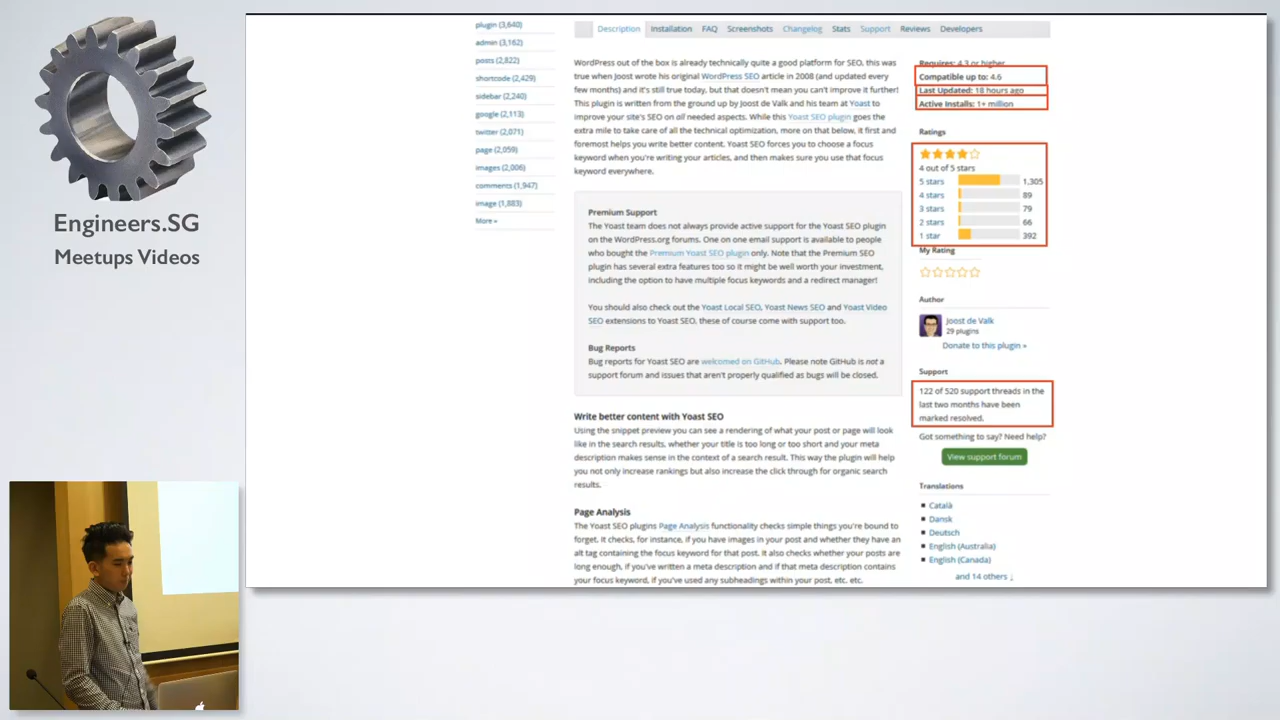 Engineers.SG
Meetups Videos
plugin (3,640)
admin (3,162)
posts (2,822)
shortcode (2,429)
sidebar (2,240)
google (2,113)
twitter (2,071)
page (2,059)
images (2,006)
comments (1,947)
image (1,883)
More »
Description Installation FAQ Screenshots Changelog Stats Support Reviews Developers
WordPress out of the box is already technically quite a good platform for SEO, this was
true when Joost wrote his original WordPress SEO article in 2008 (and updated every
few months) and it's still true today, but that doesn't mean you can't improve it further!
This plugin is written from the ground up by Joost de Valk and his team at Yoast to
improve your site's SEO on all needed aspects. While this Yoast SEO plugin goes the
extra mile to take care of all the technical optimization, more on that below, it first and
foremost helps you write better content. Yoast SEO forces you to choose a focus
keyword when you're writing your articles, and then makes sure you use that focus
keyword everywhere.
Premium Support
The Yoast team does not always provide active support for the Yoast SEO plugin
on the WordPress.org forums. One on one email support is available to people
who bought the Premium Yoast SEO plugin only. Note that the Premium SEO
plugin has several extra features too so it might be well worth your investment,
including the option to have multiple focus keywords and a redirect manager!
You should also check out the Yoast Local SEO, Yoast News SEO and Yoast Video
SEO extensions to Yoast SEO, these of course come with support too.
Bug Reports
Bug reports for Yoast SEO are welcomed on GitHub. Please note GitHub is not a
support forum and issues that aren't properly qualified as bugs will be closed.
Write better content with Yoast SEO
Using the snippet preview you can see a rendering of what your post or page will look
like in the search results, whether your title is too long or too short and your meta
description makes sense in the context of a search result. This way the plugin will help
you not only increase rankings but also increase the click through for organic search
results.
Page Analysis
The Yoast SEO plugins Page Analysis functionality checks simple things you're bound to
forget. It checks, for instance, if you have images in your post and whether they have an
alt tag containing the focus keyword for that post. It also checks whether your posts are
long enough, if you've written a meta description and if that meta description contains
your focus keyword, if you've used any subheadings within your post, etc. etc.
Requires: 4.3 or higher
Compatible up to: 4.6
Last Updated: 18 hours ago
Active Installs: 1+ million
Ratings
4 out of 5 stars
5 stars 1,305
4 stars 89
3 stars 79
2 stars 66
1 star 392
My Rating
Author
Joost de Valk
29 plugins
Donate to this plugin »
Support
122 of 520 support threads in the
last two months have been
marked resolved.
Got something to say? Need help?
View support forum
Translations
Català
Dansk
Deutsch
English (Australia)
English (Canada)
and 14 others ↓